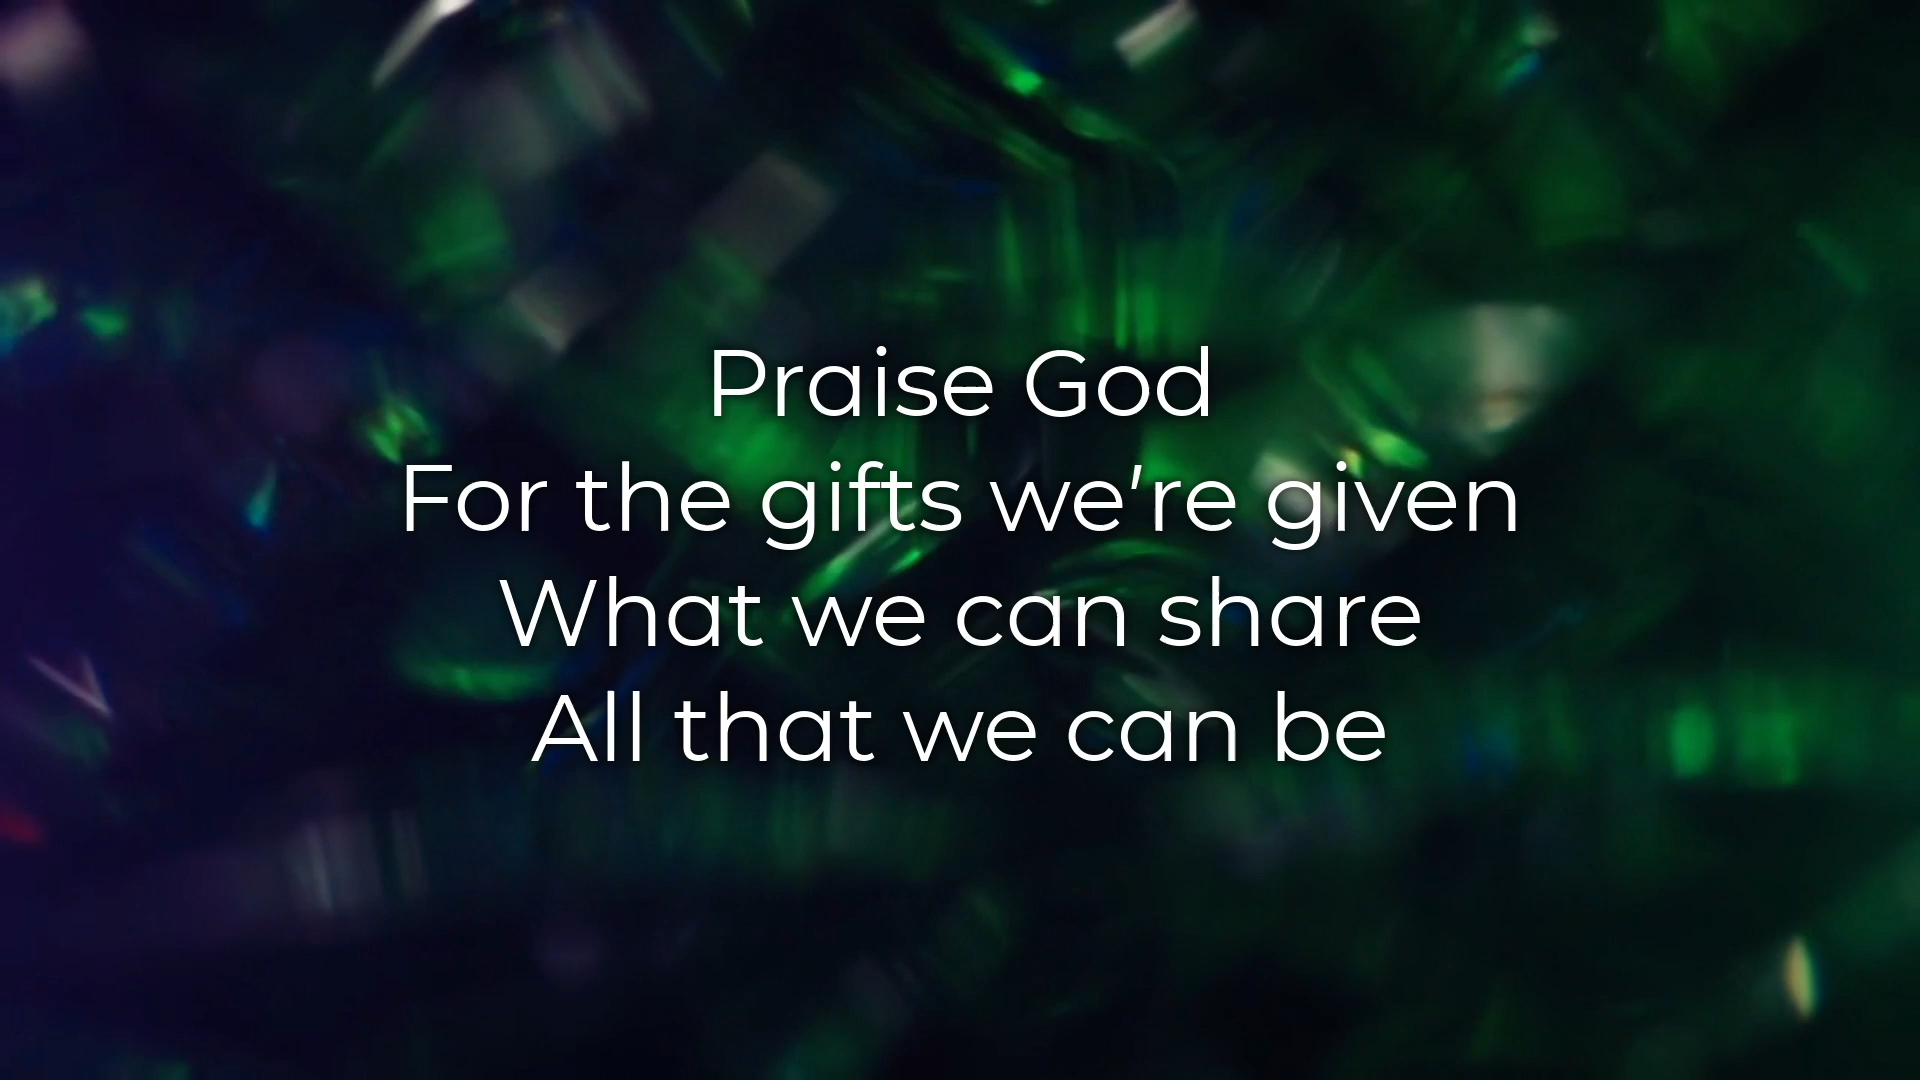 Praise God
For the gifts we're given
What we can share
All that we can be